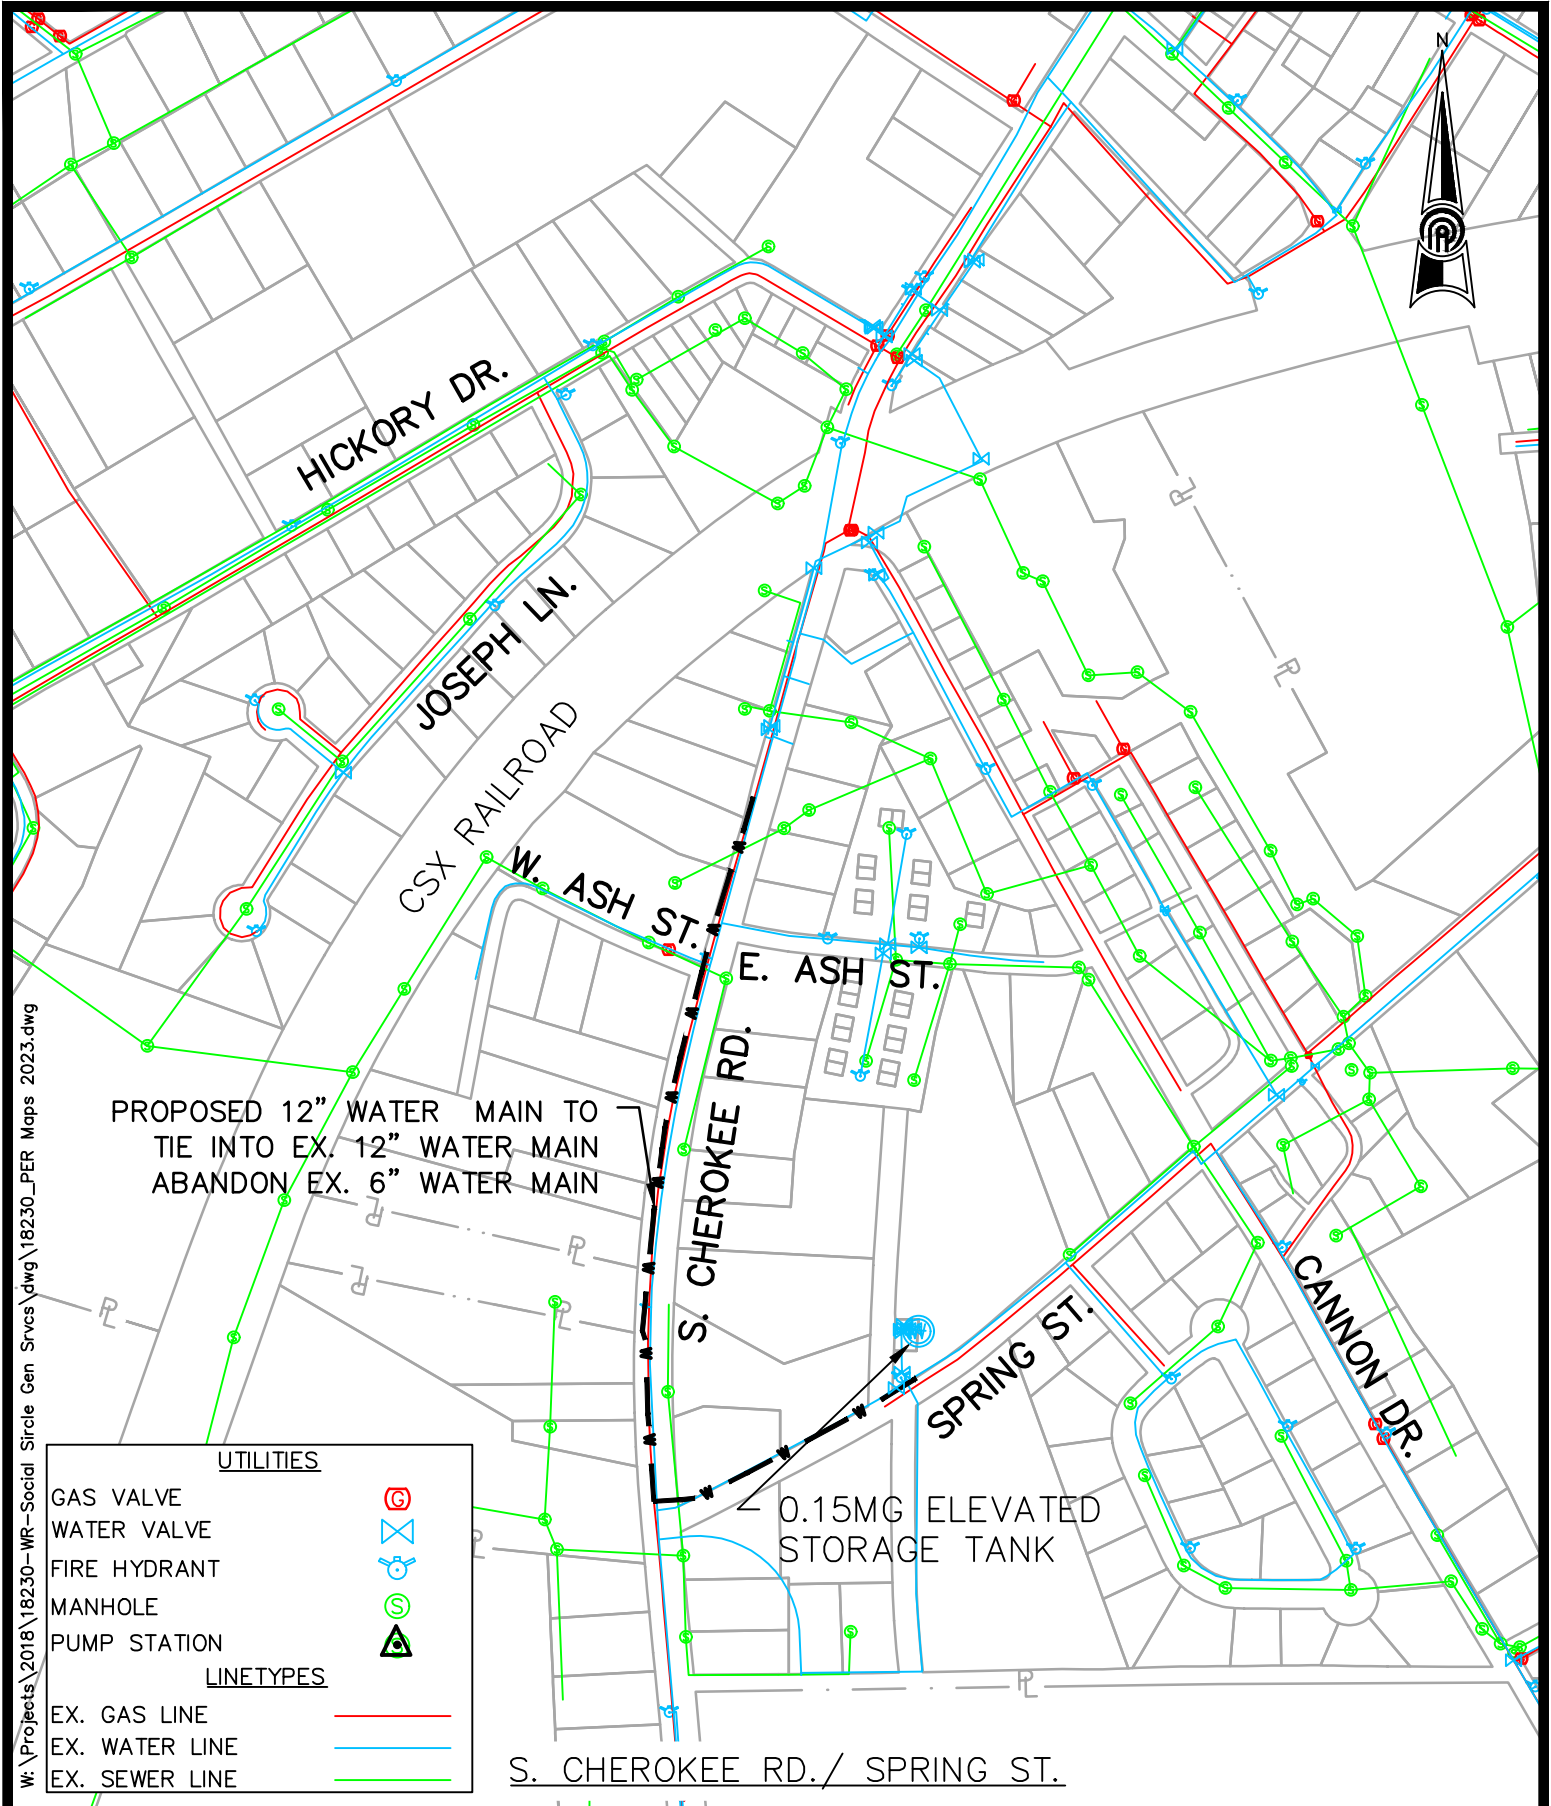 N
HICKORY DR.
JOSEPH LN.
CSX RAILROAD
W. ASH ST.
E. ASH ST.
S. CHEROKEE RD.
PROPOSED 12" WATER MAIN TO
TIE INTO EX. 12" WATER MAIN
ABANDON EX. 6" WATER MAIN
SPRING ST.
CANNON DR.
0.15MG ELEVATED
STORAGE TANK
UTILITIES
GAS VALVE G
WATER VALVE
FIRE HYDRANT
MANHOLE S
PUMP STATION
LINETYPES
EX. GAS LINE
EX. WATER LINE
EX. SEWER LINE
S. CHEROKEE RD./ SPRING ST.
W:\Projects\2018\18230-WR-Social Sircle Gen Srvcs\dwg\18230_PER Maps 2023.dwg